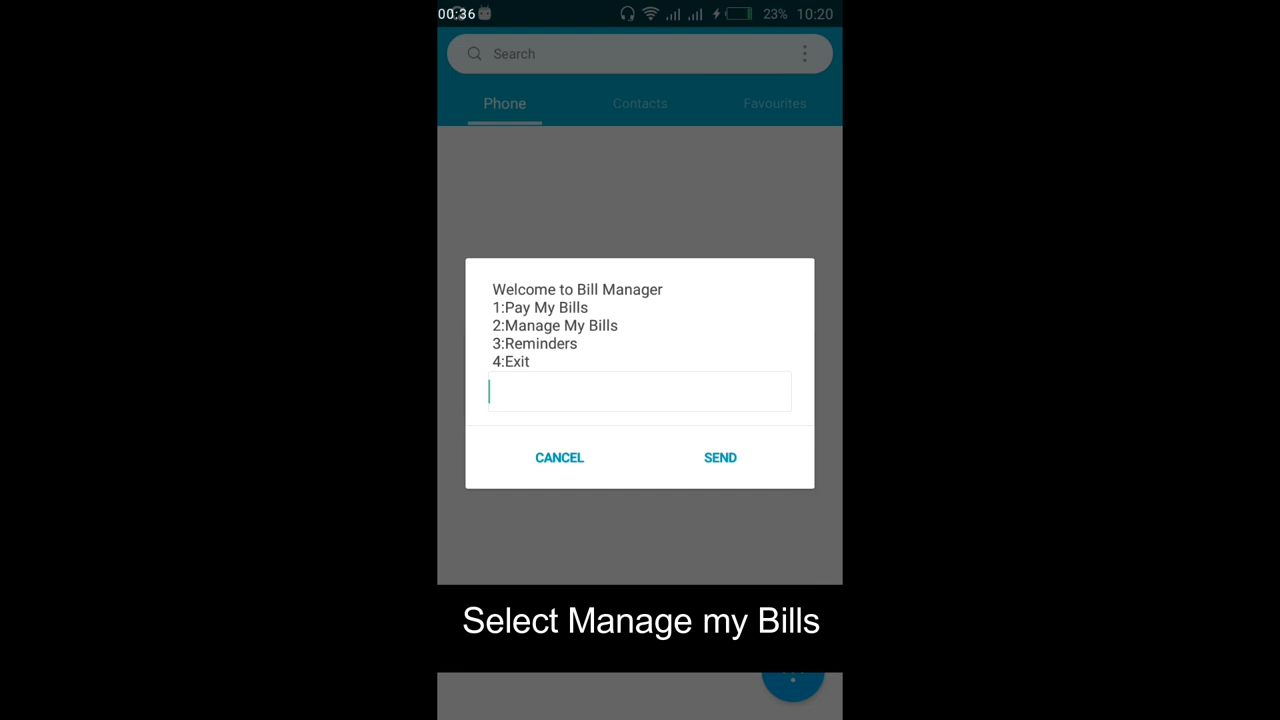 00:36 23% 10:20
Search
Phone Contacts Favourites
Welcome to Bill Manager
1:Pay My Bills
2:Manage My Bills
3:Reminders
4:Exit
CANCEL SEND
Select Manage my Bills